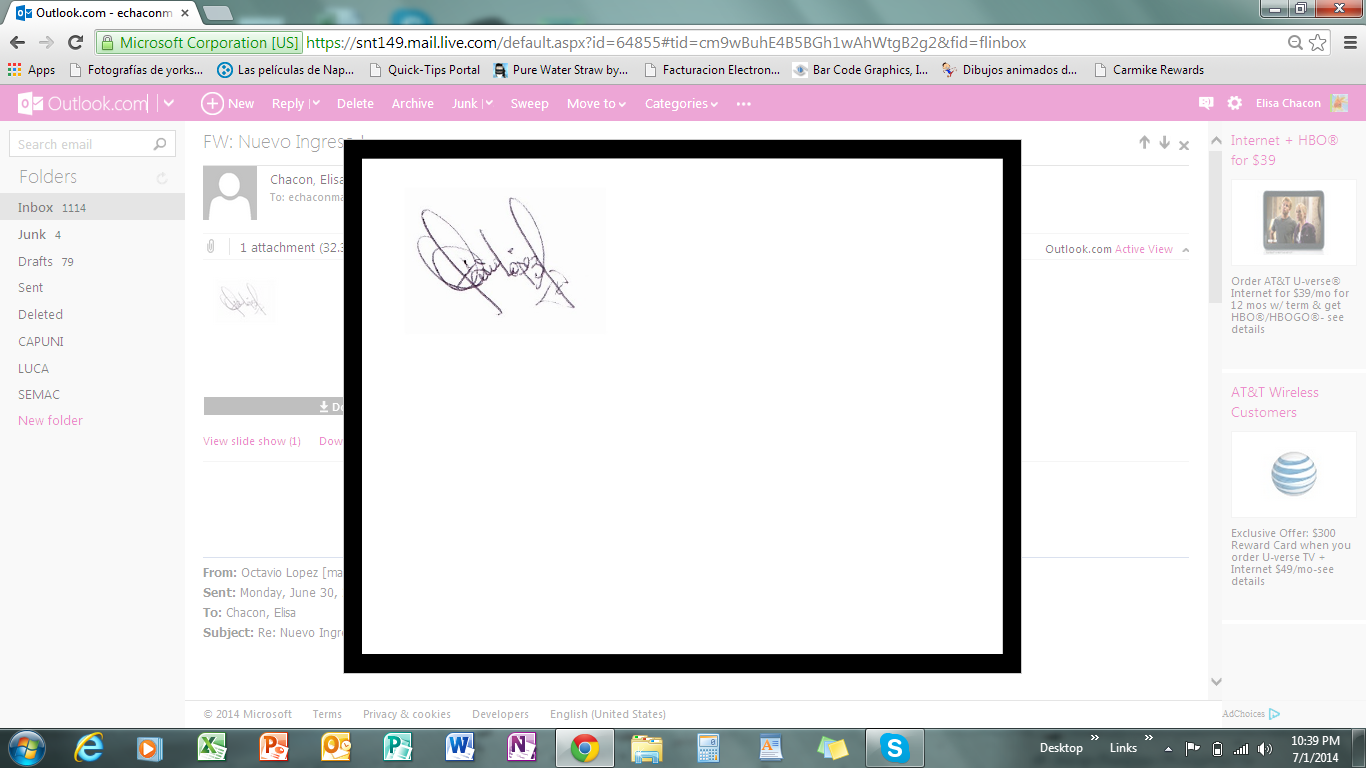 Outlook.com - echaconm
Microsoft Corporation [US] https://snt149.mail.live.com/default.aspx?id=64855#tid=cm9wBuhE4B5BGh1wAhWtgB2g2&fid=flinbox
Apps Fotografías de yorks... Las películas de Nap... Quick-Tips Portal Pure Water Straw by... Facturacion Electron... Bar Code Graphics, I... Dibujos animados d... Carmike Rewards
Outlook.com New Reply Delete Archive Junk Sweep Move to Categories ••• Elisa Chacon
Search email
Folders
Inbox 1114
Junk 4
Drafts 79
Sent
Deleted
CAPUNI
LUCA
SEMAC
New folder
FW: Nuevo Ingreso
Chacon, Elisa
To: echaconma
1 attachment (32.3
Outlook.com Active View
Do
View slide show (1) Dow
From: Octavio Lopez [ma
Sent: Monday, June 30,
To: Chacon, Elisa
Subject: Re: Nuevo Ingre
Internet + HBO®
for $39
Order AT&T U-verse®
Internet for $39/mo for
12 mos w/ term & get
HBO®/HBOGO®- see
details
AT&T Wireless
Customers
Exclusive Offer: $300
Reward Card when you
order U-verse TV +
Internet $49/mo-see
details
AdChoices
© 2014 Microsoft Terms Privacy & cookies Developers English (United States)
Desktop Links
10:39 PM
7/1/2014